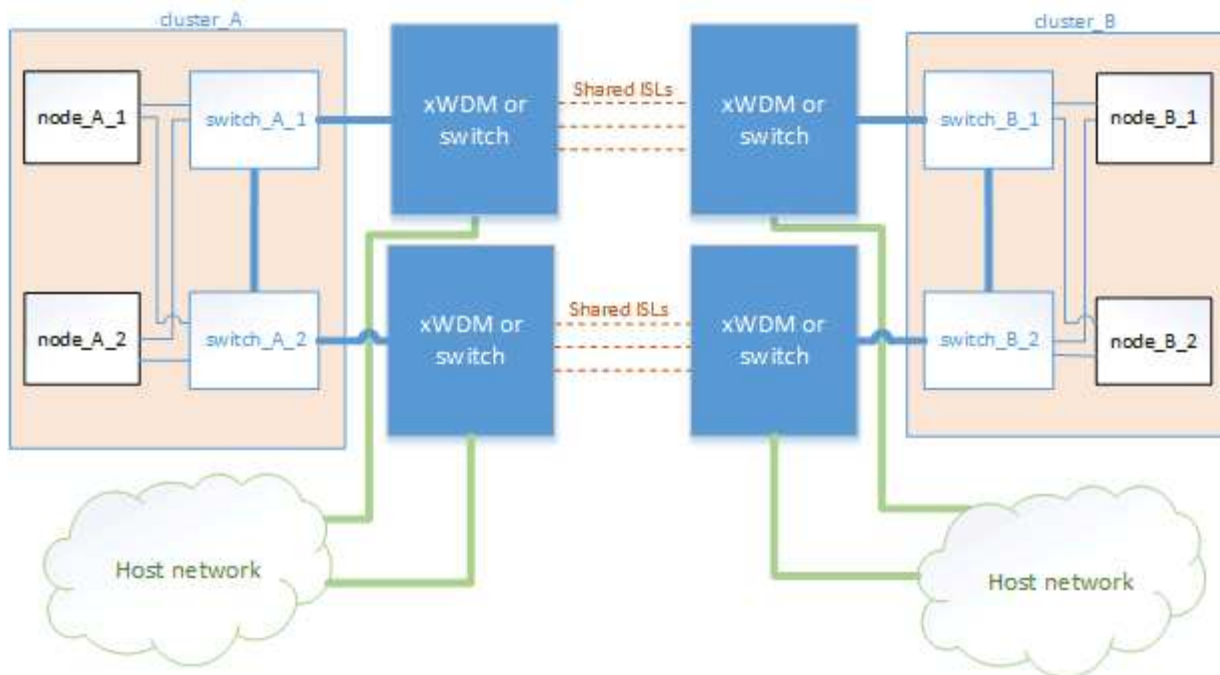 cluster_A
cluster_B
node_A_1
switch_A_1
xWDM or
switch
Shared ISLs
xWDM or
switch
switch_B_1
node_B_1
node_A_2
switch_A_2
xWDM or
switch
Shared ISLs
xWDM or
switch
switch_B_2
node_B_2
Host network
Host network